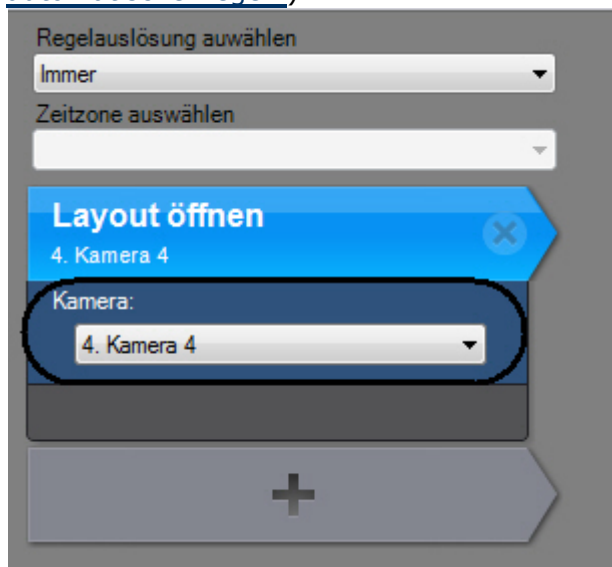 Regelauslösung auwählen
Immer
Zeitzone auswählen
Layout öffnen
4. Kamera 4
Kamera:
4. Kamera 4